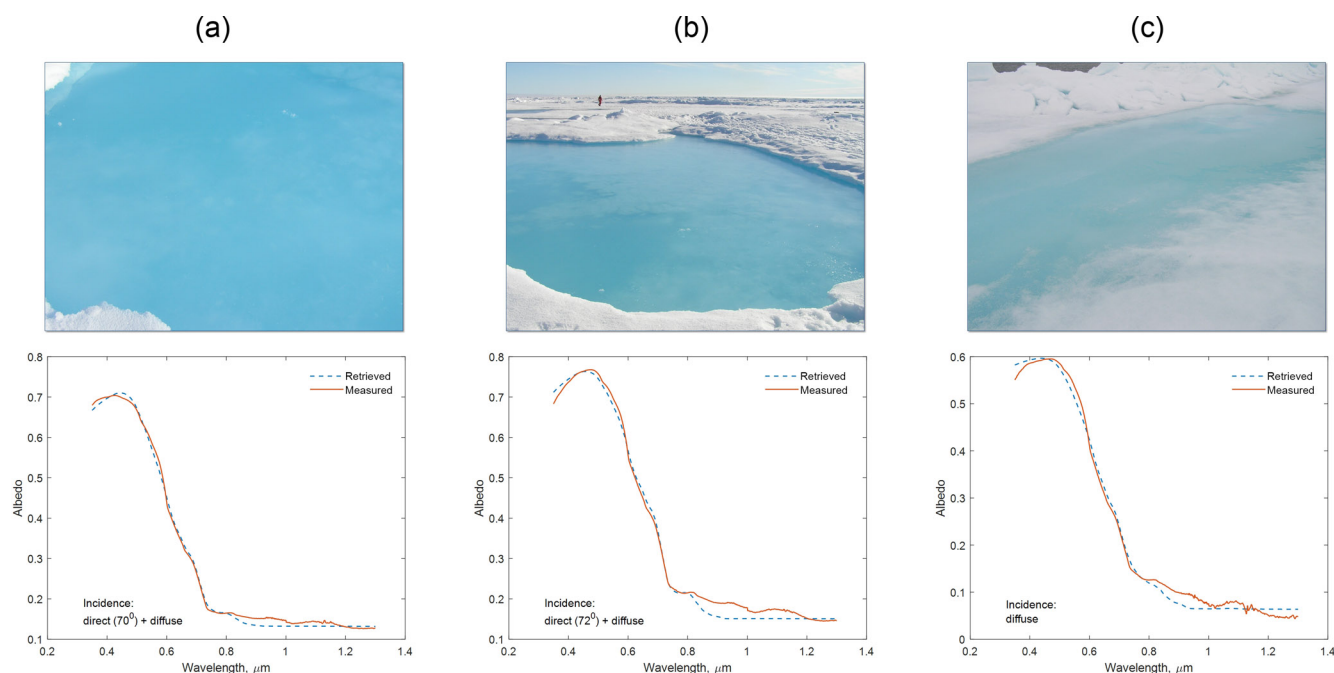 (a)
(b)
(c)
0.8
0.7
0.6
0.5
0.4
0.3
0.2
0.1
Albedo
Retrieved
Measured
Incidence:
direct (70⁰) + diffuse
0.2 0.4 0.6 0.8 1 1.2 1.4
Wavelength, μm
0.8
0.7
0.6
0.5
0.4
0.3
0.2
0.1
Albedo
Retrieved
Measured
Incidence:
direct (72⁰) + diffuse
0.2 0.4 0.6 0.8 1 1.2 1.4
Wavelength, μm
0.6
0.5
0.4
0.3
0.2
0.1
0
Albedo
Retrieved
Measured
Incidence:
diffuse
0.2 0.4 0.6 0.8 1 1.2 1.4
Wavelength, μm